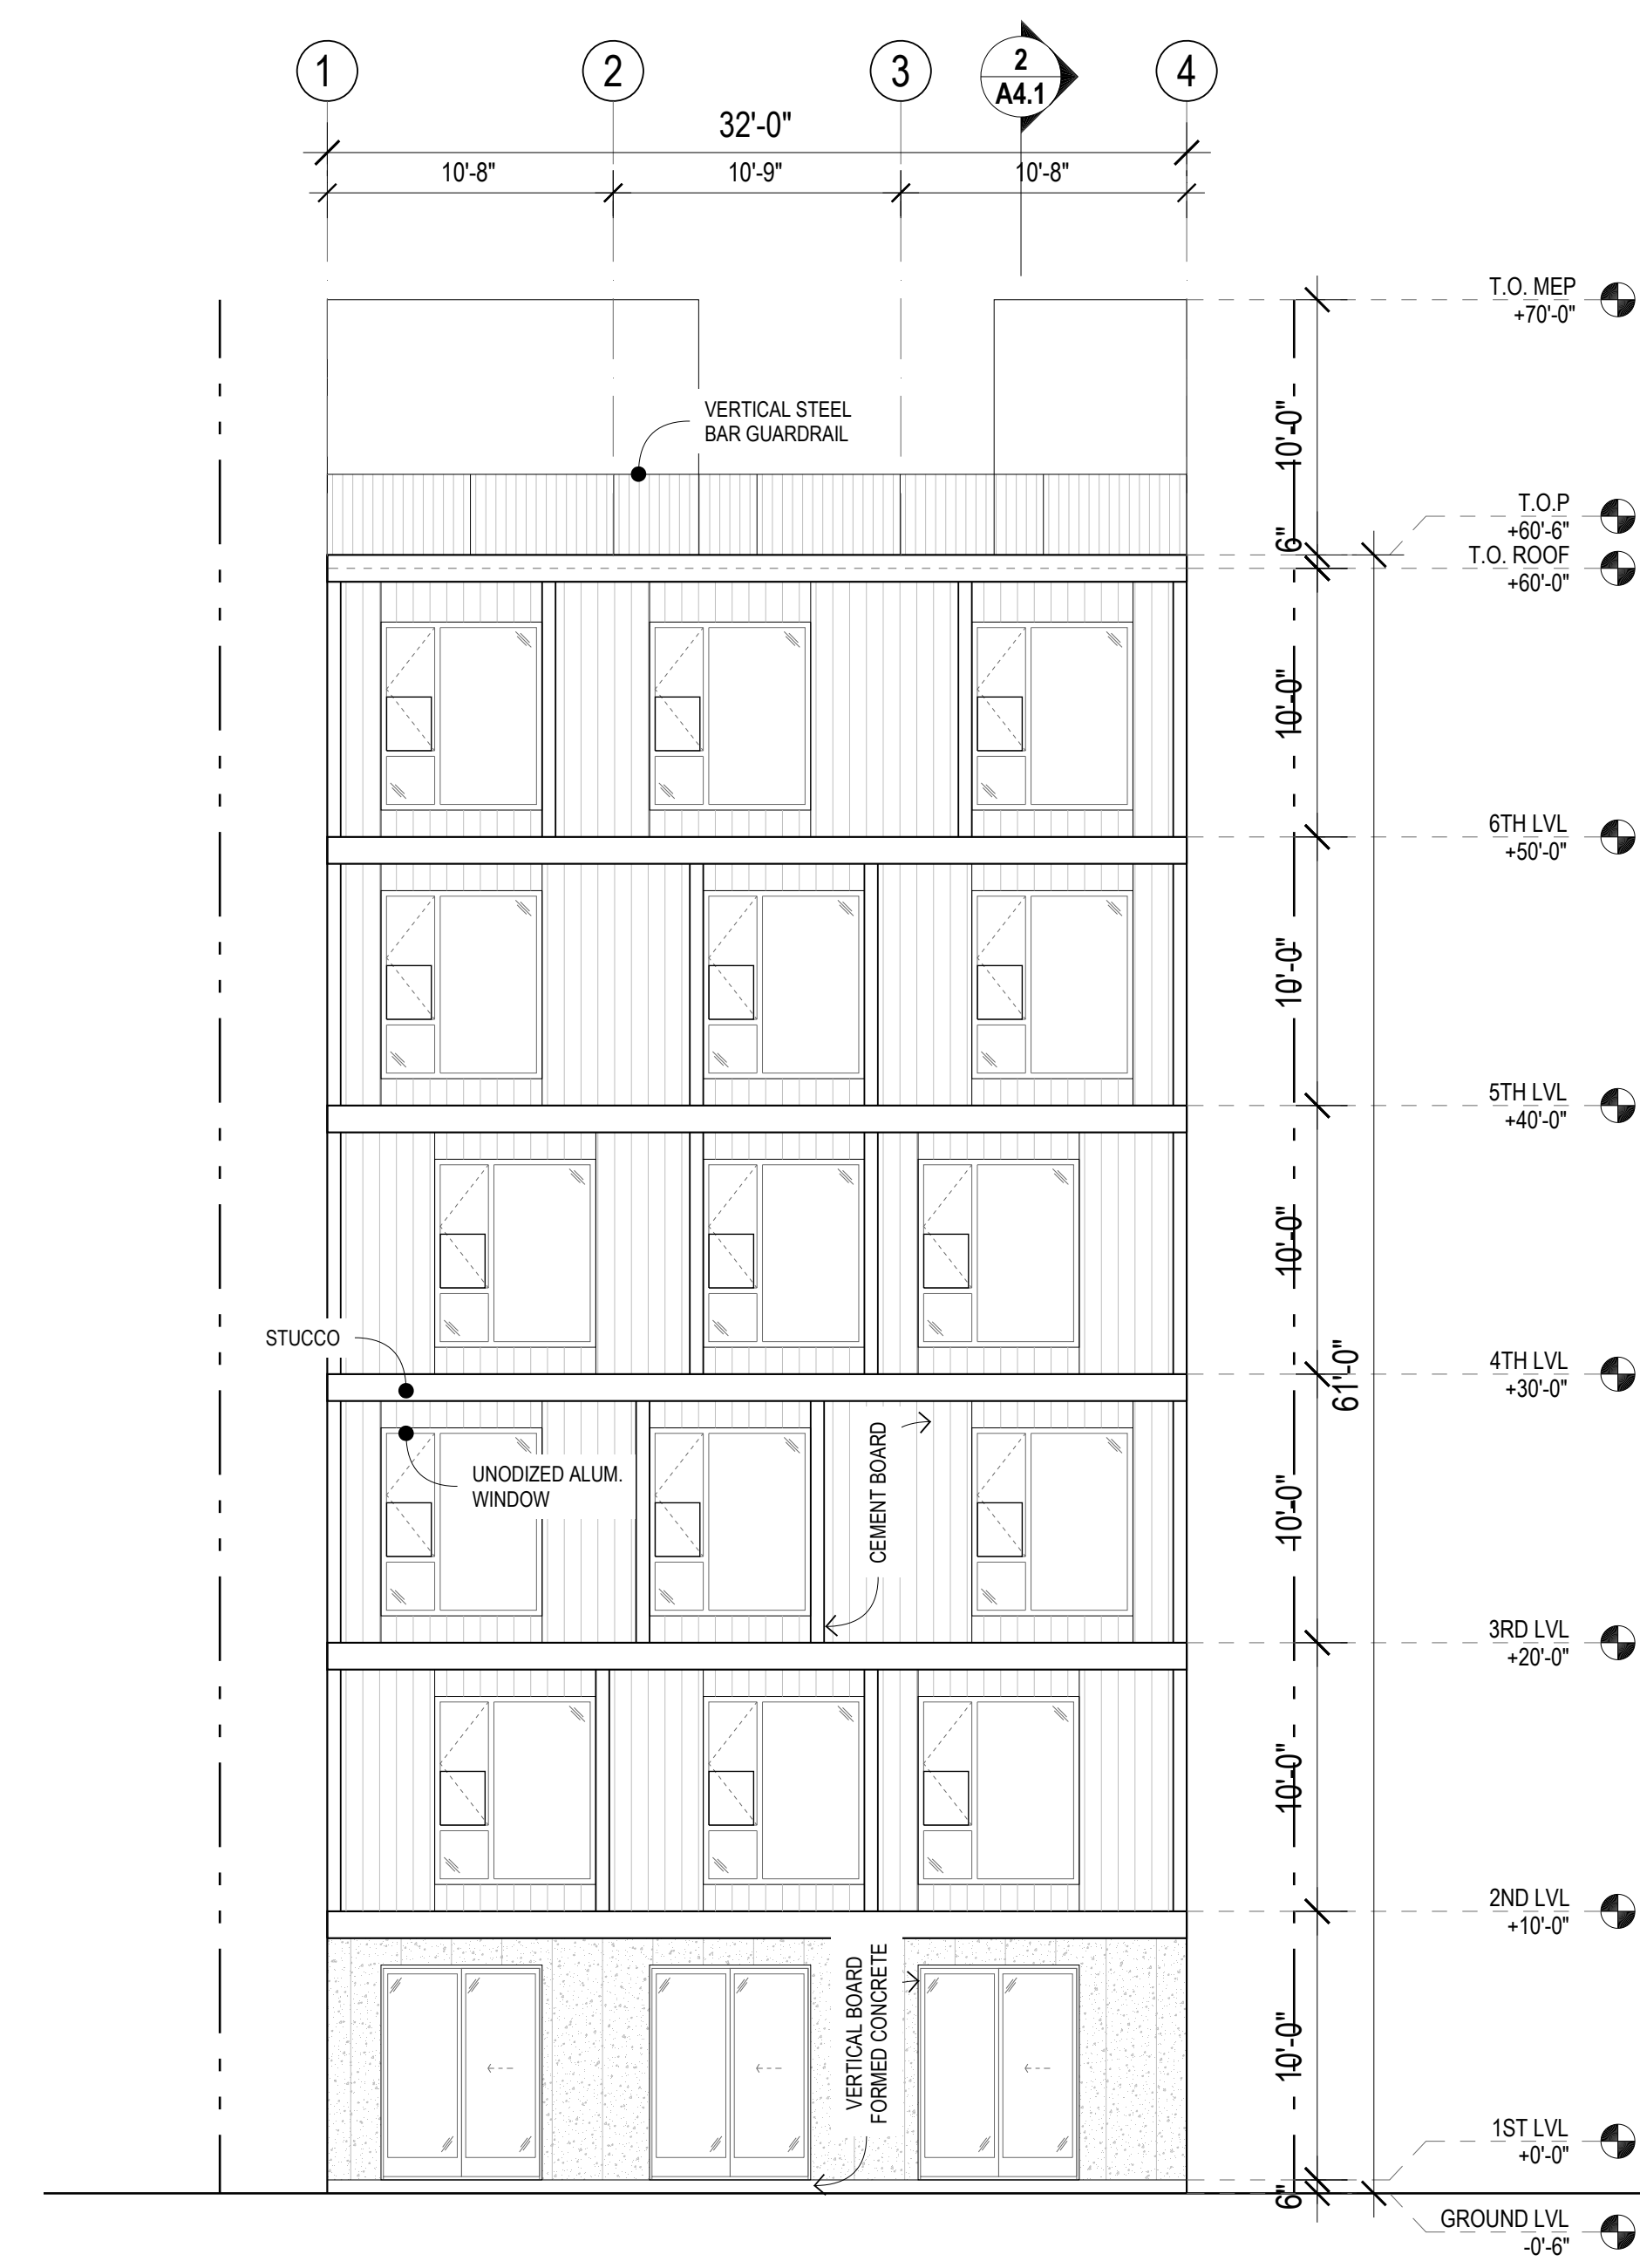 1
2
3
2
A4.1
4
32'-0"
10'-8"
10'-9"
10'-8"
T.O. MEP
+70'-0"
VERTICAL STEEL
BAR GUARDRAIL
10'-0"
T.O.P
+60'-6"
6"
T.O. ROOF
+60'-0"
10'-0"
6TH LVL
+50'-0"
10'-0"
5TH LVL
+40'-0"
10'-0"
STUCCO
61'-0"
4TH LVL
+30'-0"
UNODIZED ALUM.
WINDOW
CEMENT BOARD
10'-0"
3RD LVL
+20'-0"
10'-0"
2ND LVL
+10'-0"
VERTICAL BOARD
FORMED CONCRETE
10'-0"
1ST LVL
+0'-0"
6"
GROUND LVL
-0'-6"